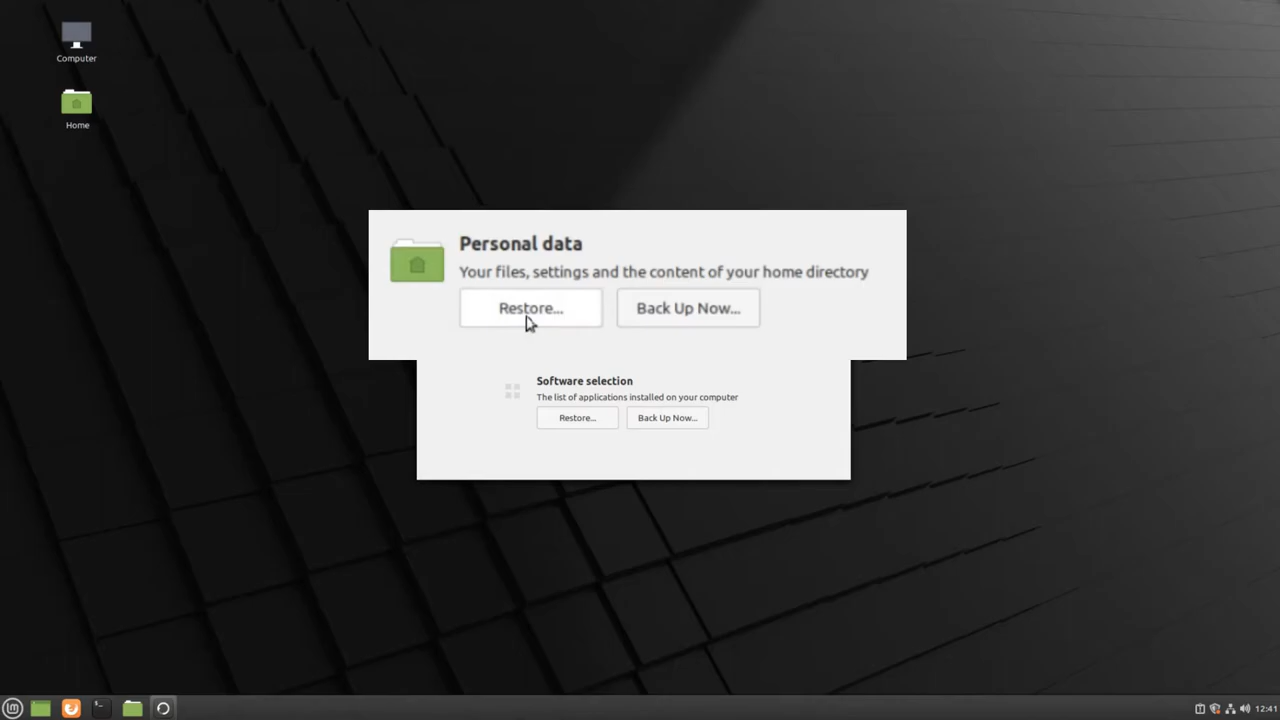 Computer
Home
Personal data
Your files, settings and the content of your home directory
Restore...
Back Up Now...
Software selection
The list of applications installed on your computer
Restore...
Back Up Now...
12:41